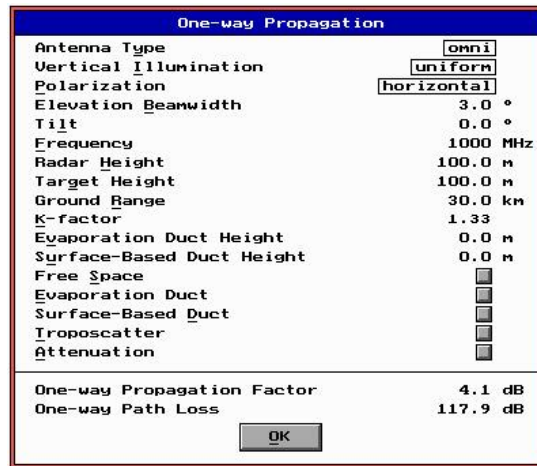 One-way Propagation
Antenna Type omni
Vertical Illumination uniform
Polarization horizontal
Elevation Beamwidth 3.0 °
Tilt 0.0 °
Frequency 1000 MHz
Radar Height 100.0 m
Target Height 100.0 m
Ground Range 30.0 km
K-factor 1.33
Evaporation Duct Height 0.0 m
Surface-Based Duct Height 0.0 m
Free Space
Evaporation Duct
Surface-Based Duct
Troposcatter
Attenuation
One-way Propagation Factor 4.1 dB
One-way Path Loss 117.9 dB
OK